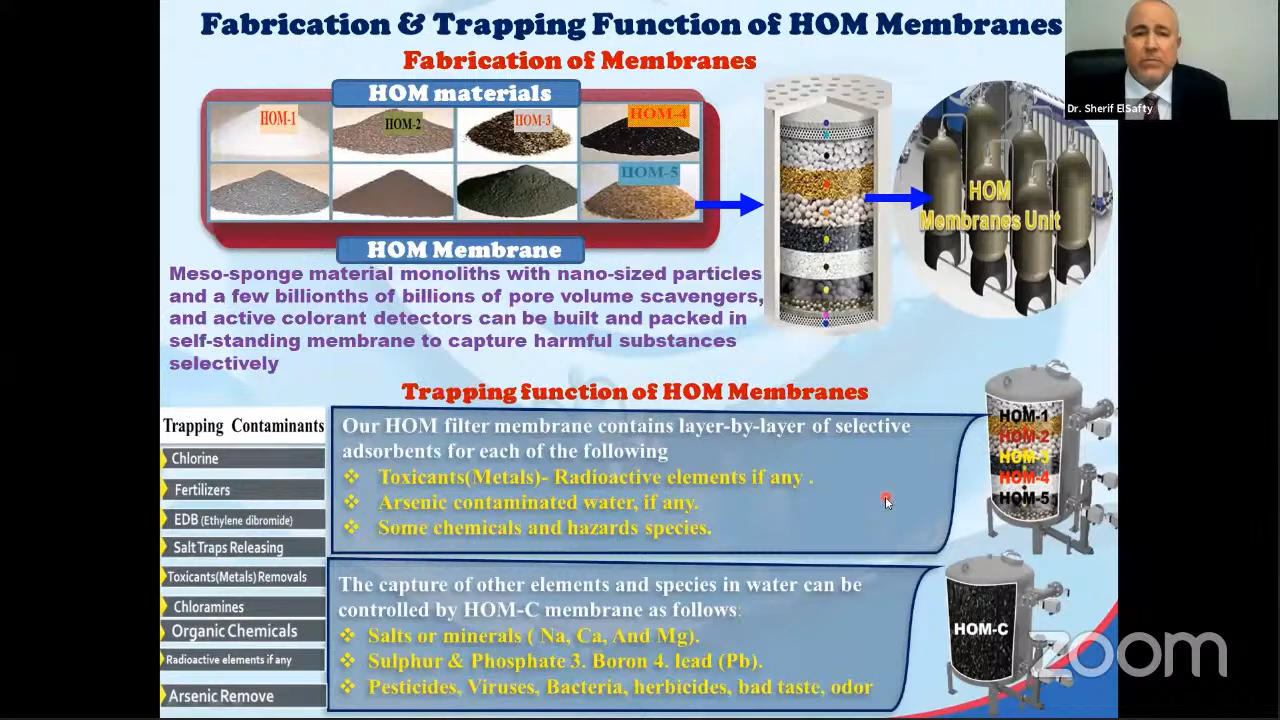 Fabrication & Trapping Function of HOM Membranes
Fabrication of Membranes
Dr. Sherif ElSafty
HOM materials
HOM-1
HOM-2
HOM-3
HOM-4
HOM-5
HOM
Membranes Unit
HOM Membrane
Meso-sponge material monoliths with nano-sized particles
and a few billionths of billions of pore volume scavengers,
and active colorant detectors can be built and packed in
self-standing membrane to capture harmful substances
selectively
Trapping function of HOM Membranes
Trapping Contaminants
Chlorine
Fertilizers
EDB (Ethylene dibromide)
Salt Traps Releasing
Toxicants(Metals) Removals
Chloramines
Organic Chemicals
Radioactive elements if any
Arsenic Remove
Our HOM filter membrane contains layer-by-layer of selective
adsorbents for each of the following
❖ Toxicants(Metals)- Radioactive elements if any .
❖ Arsenic contaminated water, if any.
❖ Some chemicals and hazards species.
HOM-1
HOM-2
HOM-3
HOM-4
HOM-5
The capture of other elements and species in water can be
controlled by HOM-C membrane as follows:
❖ Salts or minerals ( Na, Ca, And Mg).
❖ Sulphur & Phosphate 3. Boron 4. lead (Pb).
❖ Pesticides, Viruses, Bacteria, herbicides, bad taste, odor
HOM-C
zoom